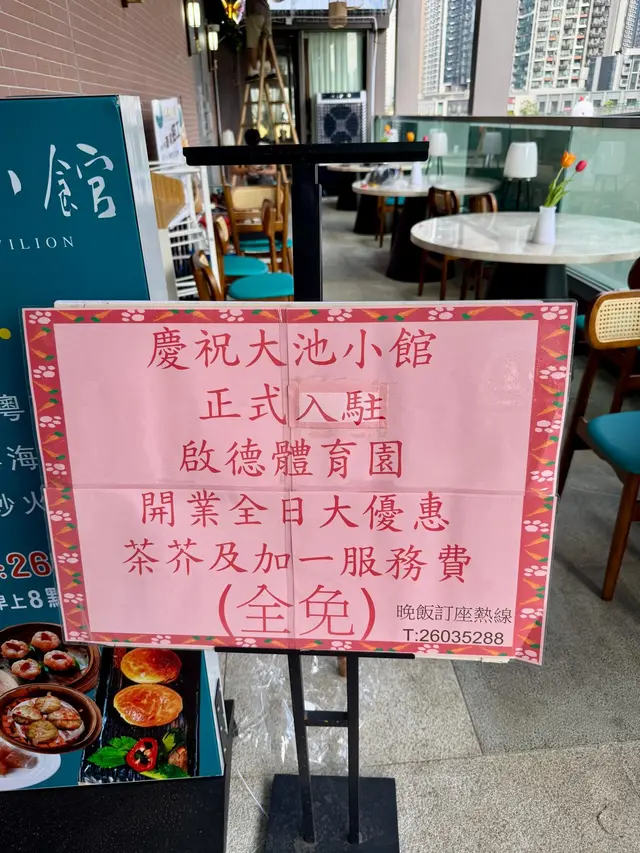 小館
VILION
粵
海
炒火
:26
早上8點
慶祝大池小館
正式入駐
啟德體育園
開業全日大優惠
茶芥及加一服務費
(全免)
晚飯訂座熱線
T:26035288